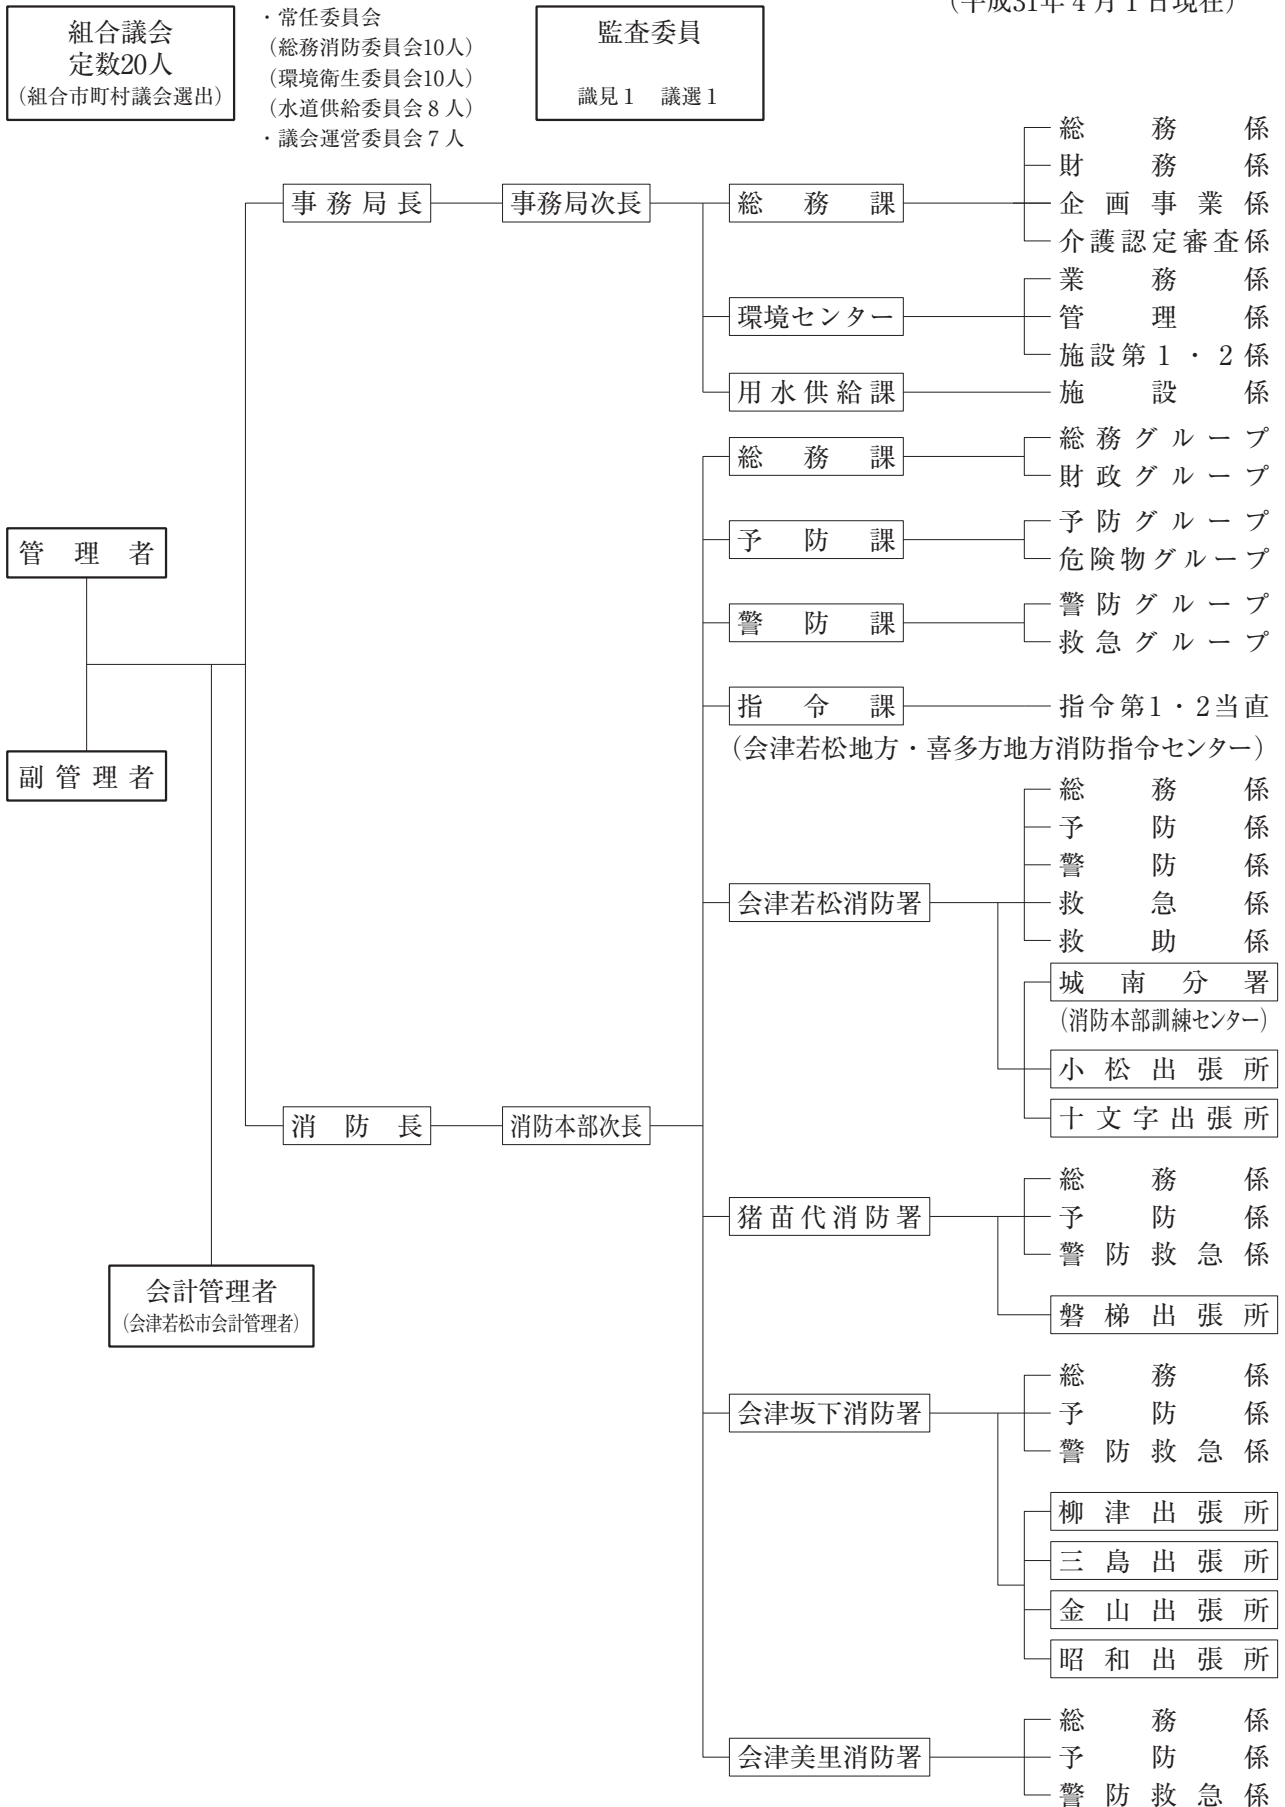 (平成31年4月1日現在)
組合議会
定数20人
(組合市町村議会選出)
・常任委員会
(総務消防委員会10人)
(環境衛生委員会10人)
(水道供給委員会8人)
・議会運営委員会7人
監査委員
識見1 議選1
管理者
副管理者
会計管理者
(会津若松市会計管理者)
事務局長
事務局次長
総務課
総務係
財務係
企画事業係
介護認定審査係
環境センター
業務係
管理係
施設第1・2係
用水供給課
施設係
消防長
消防本部次長
総務課
総務グループ
財政グループ
予防課
予防グループ
危険物グループ
警防課
警防グループ
救急グループ
指令課
指令第1・2当直
(会津若松地方・喜多方地方消防指令センター)
会津若松消防署
総務係
予防係
警防係
救急係
救助係
城南分署
(消防本部訓練センター)
小松出張所
十文字出張所
猪苗代消防署
総務係
予防係
警防救急係
磐梯出張所
会津坂下消防署
総務係
予防係
警防救急係
柳津出張所
三島出張所
金山出張所
昭和出張所
会津美里消防署
総務係
予防係
警防救急係